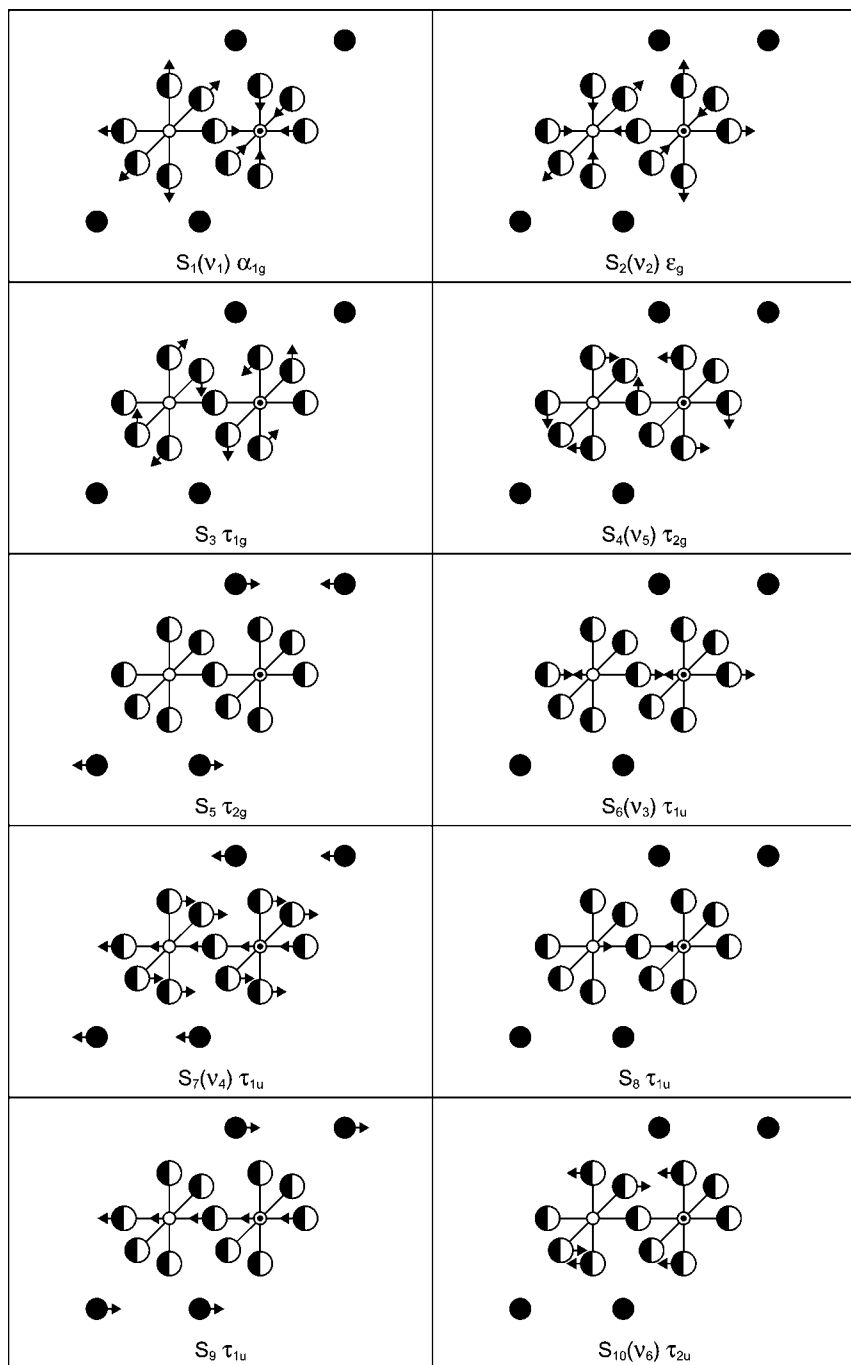 S₁(ν₁) α₁g
S₂(ν₂) ε_g
S₃ τ₁g
S₄(ν₅) τ₂g
S₅ τ₂g
S₆(ν₃) τ₁u
S₇(ν₄) τ₁u
S₈ τ₁u
S₉ τ₁u
S₁₀(ν₆) τ₂u